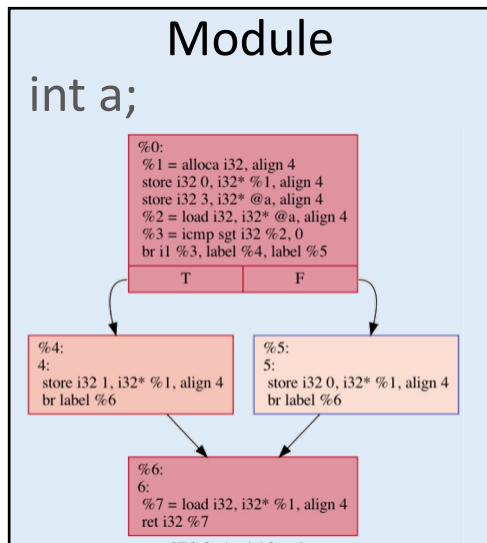 Module
int a;
%0:
%1 = alloca i32, align 4
store i32 0, i32* %1, align 4
store i32 3, i32* @a, align 4
%2 = load i32, i32* @a, align 4
%3 = icmp sgt i32 %2, 0
br i1 %3, label %4, label %5
T F
%4:
4:
store i32 1, i32* %1, align 4
br label %6
%5:
5:
store i32 0, i32* %1, align 4
br label %6
%6:
6:
%7 = load i32, i32* %1, align 4
ret i32 %7